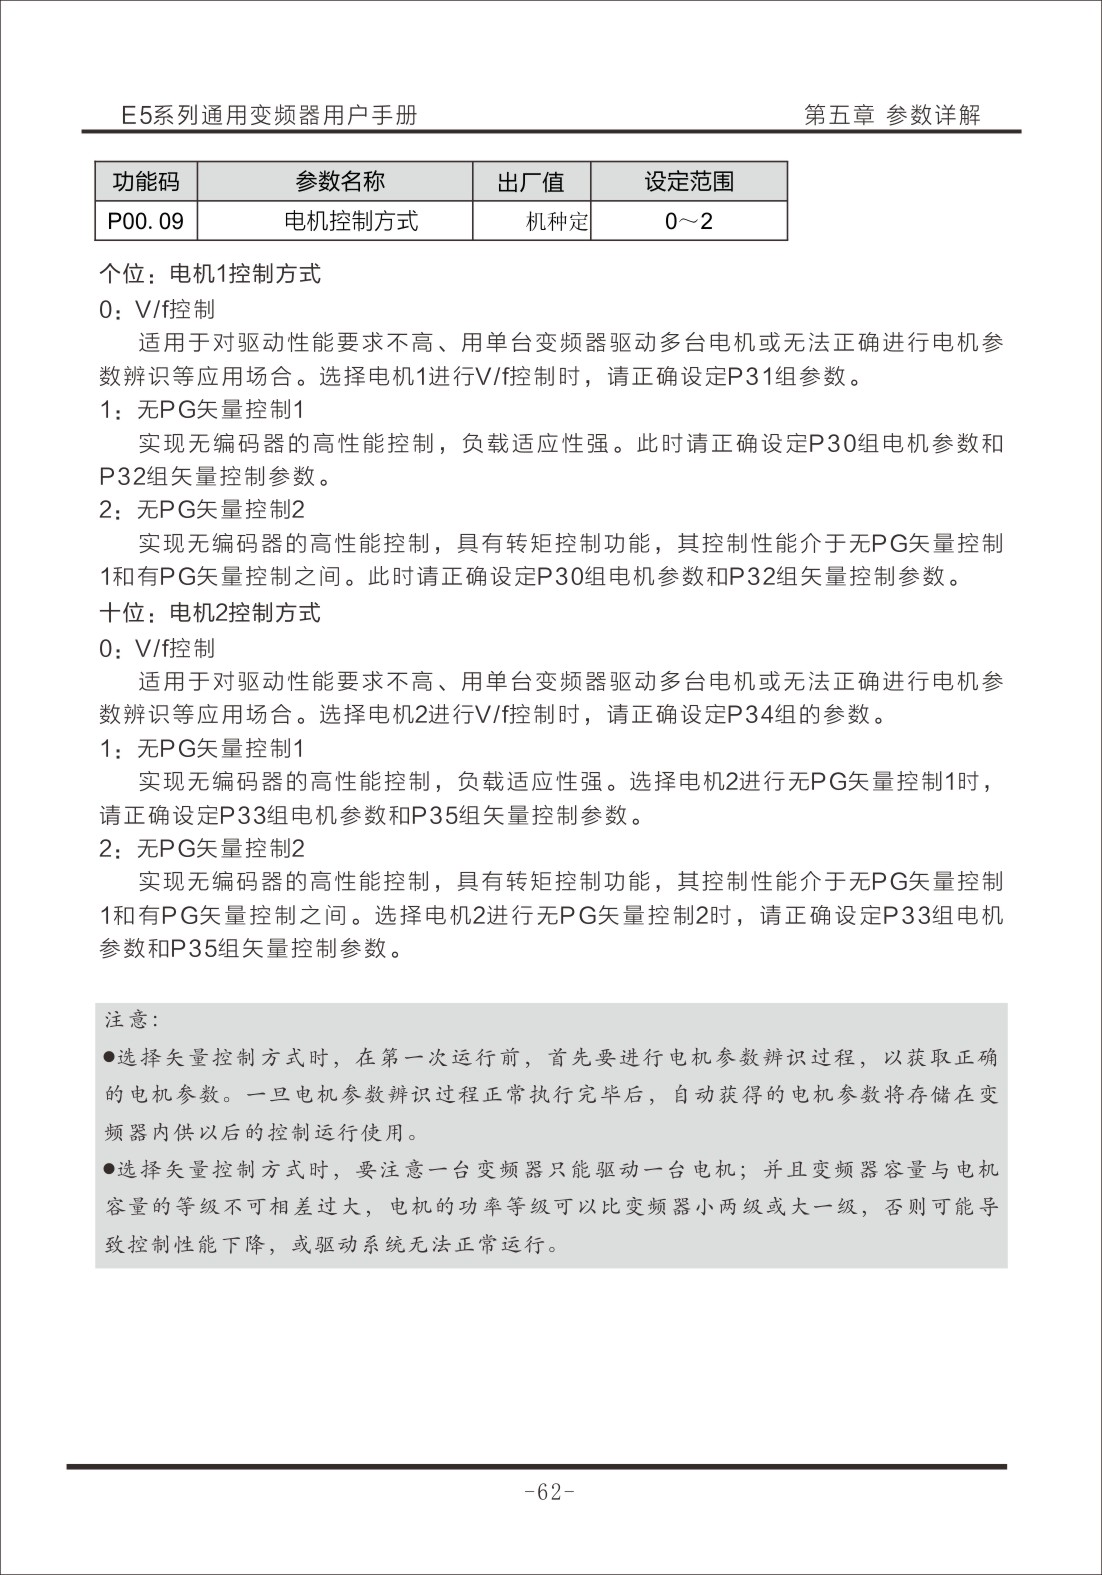 E5系列通用变频器用户手册 第五章 参数详解
功能码 参数名称 出厂值 设定范围
P00. 09 电机控制方式 机种定 0～2
个位：电机1控制方式
0：V/f控制
适用于对驱动性能要求不高、用单台变频器驱动多台电机或无法正确进行电机参
数辨识等应用场合。选择电机1进行V/f控制时，请正确设定P31组参数。
1：无PG矢量控制1
实现无编码器的高性能控制，负载适应性强。此时请正确设定P30组电机参数和
P32组矢量控制参数。
2：无PG矢量控制2
实现无编码器的高性能控制，具有转矩控制功能，其控制性能介于无PG矢量控制
1和有PG矢量控制之间。此时请正确设定P30组电机参数和P32组矢量控制参数。
十位：电机2控制方式
0：V/f控制
适用于对驱动性能要求不高、用单台变频器驱动多台电机或无法正确进行电机参
数辨识等应用场合。选择电机2进行V/f控制时，请正确设定P34组的参数。
1：无PG矢量控制1
实现无编码器的高性能控制，负载适应性强。选择电机2进行无PG矢量控制1时，
请正确设定P33组电机参数和P35组矢量控制参数。
2：无PG矢量控制2
实现无编码器的高性能控制，具有转矩控制功能，其控制性能介于无PG矢量控制
1和有PG矢量控制之间。选择电机2进行无PG矢量控制2时，请正确设定P33组电机
参数和P35组矢量控制参数。
注意：
●选择矢量控制方式时，在第一次运行前，首先要进行电机参数辨识过程，以获取正确
的电机参数。一旦电机参数辨识过程正常执行完毕后，自动获得的电机参数将存储在变
频器内供以后的控制运行使用。
●选择矢量控制方式时，要注意一台变频器只能驱动一台电机；并且变频器容量与电机
容量的等级不可相差过大，电机的功率等级可以比变频器小两级或大一级，否则可能导
致控制性能下降，或驱动系统无法正常运行。
-62-